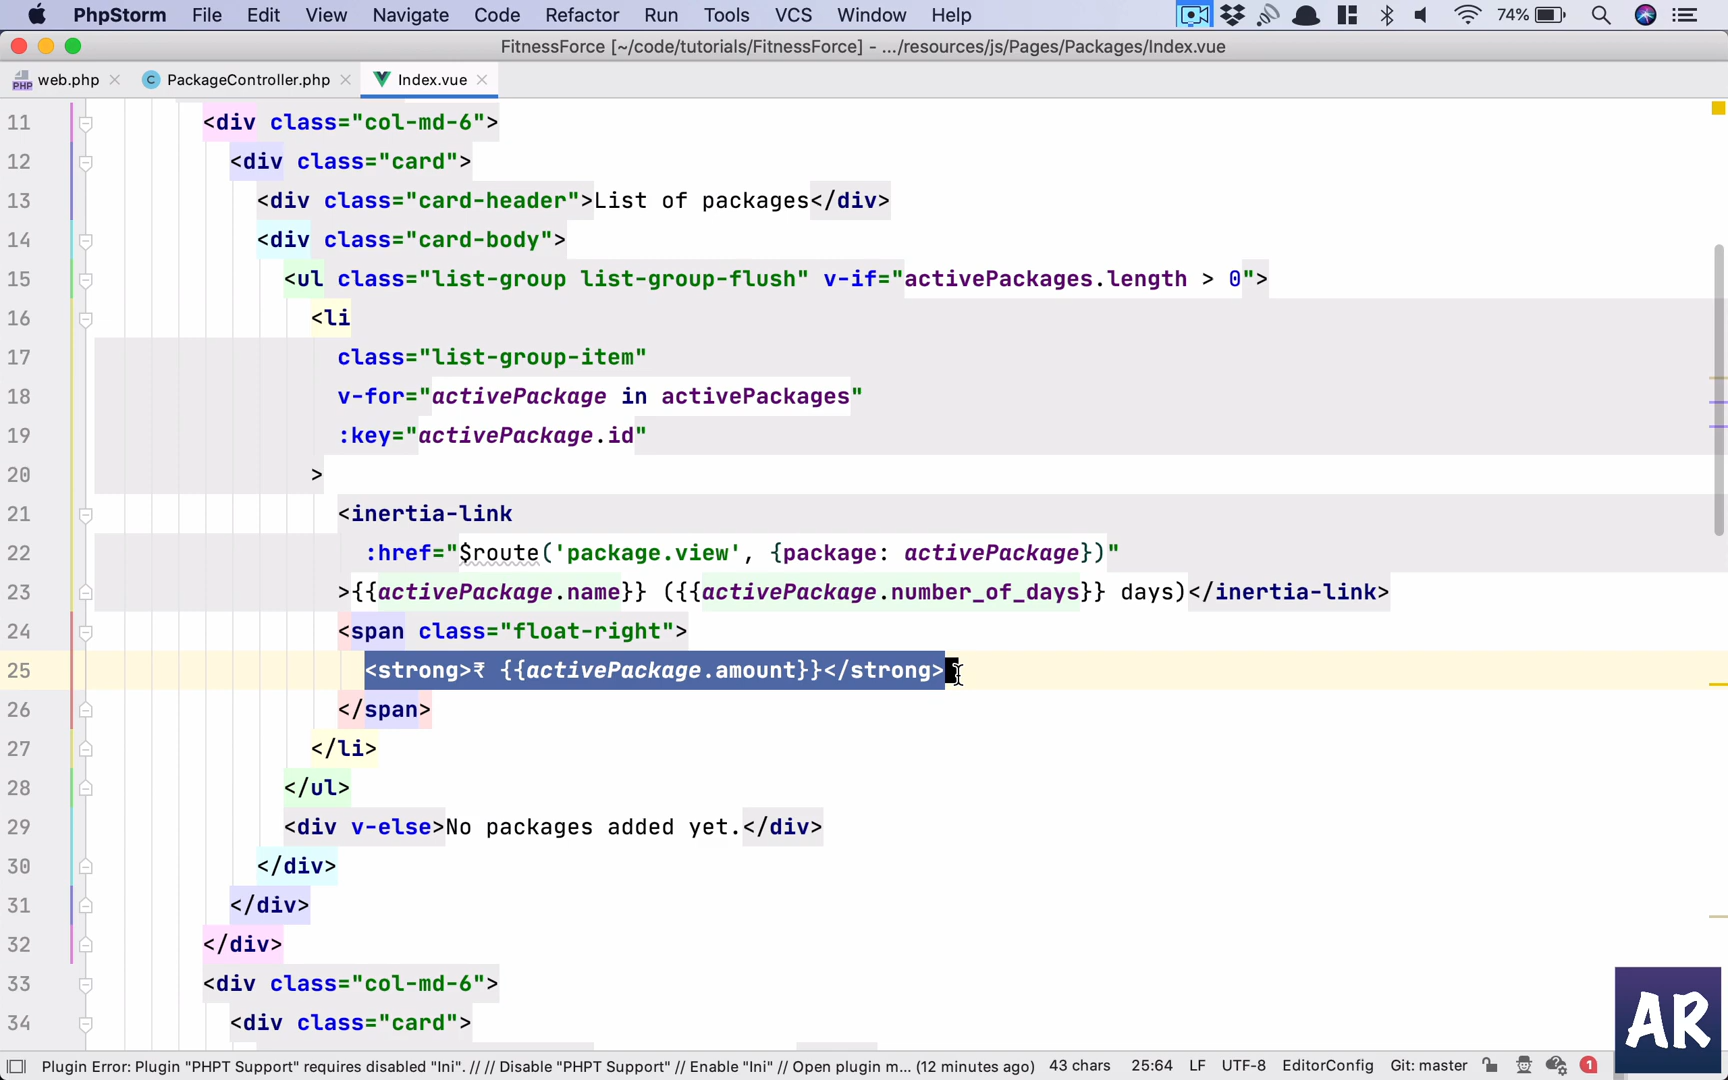 PhpStorm File Edit View Navigate Code Refactor Run Tools VCS Window Help 74%
FitnessForce [~/code/tutorials/FitnessForce] - .../resources/js/Pages/Packages/Index.vue
PHP web.php C PackageController.php Index.vue
11 <div class="col-md-6">
12 <div class="card">
13 <div class="card-header">List of packages</div>
14 <div class="card-body">
15 <ul class="list-group list-group-flush" v-if="activePackages.length > 0">
16 <li
17 class="list-group-item"
18 v-for="activePackage in activePackages"
19 :key="activePackage.id"
20 >
21 <inertia-link
22 :href="$route('package.view', {package: activePackage})"
23 >{{activePackage.name}} ({{activePackage.number_of_days}} days)</inertia-link>
24 <span class="float-right">
25 <strong>₹ {{activePackage.amount}}</strong>
26 </span>
27 </li>
28 </ul>
29 <div v-else>No packages added yet.</div>
30 </div>
31 </div>
32 </div>
33 <div class="col-md-6">
34 <div class="card">
AR
Plugin Error: Plugin "PHPT Support" requires disabled "Ini". // // Disable "PHPT Support" // Enable "Ini" // Open plugin m... (12 minutes ago) 43 chars 25:64 LF UTF-8 EditorConfig Git: master 1